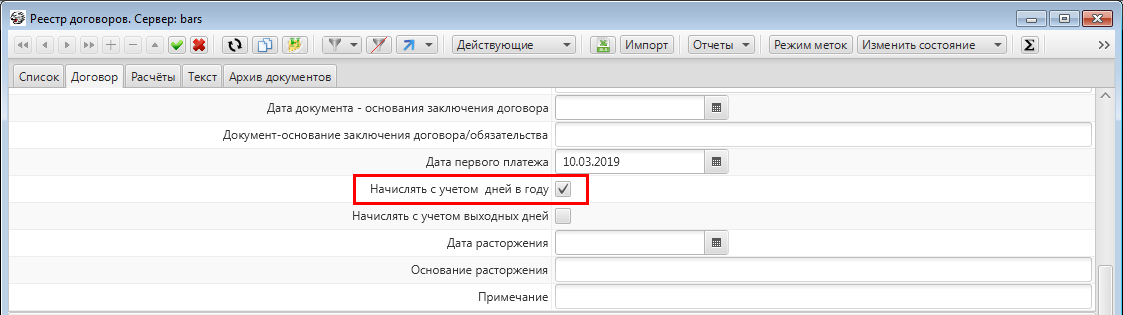 Реестр договоров. Сервер: bars
Действующие Импорт Отчеты Режим меток Изменить состояние Σ
Список Договор Расчёты Текст Архив документов
Дата документа - основания заключения договора
Документ-основание заключения договора/обязательства
Дата первого платежа 10.03.2019
Начислять с учетом дней в году
Начислять с учетом выходных дней
Дата расторжения
Основание расторжения
Примечание